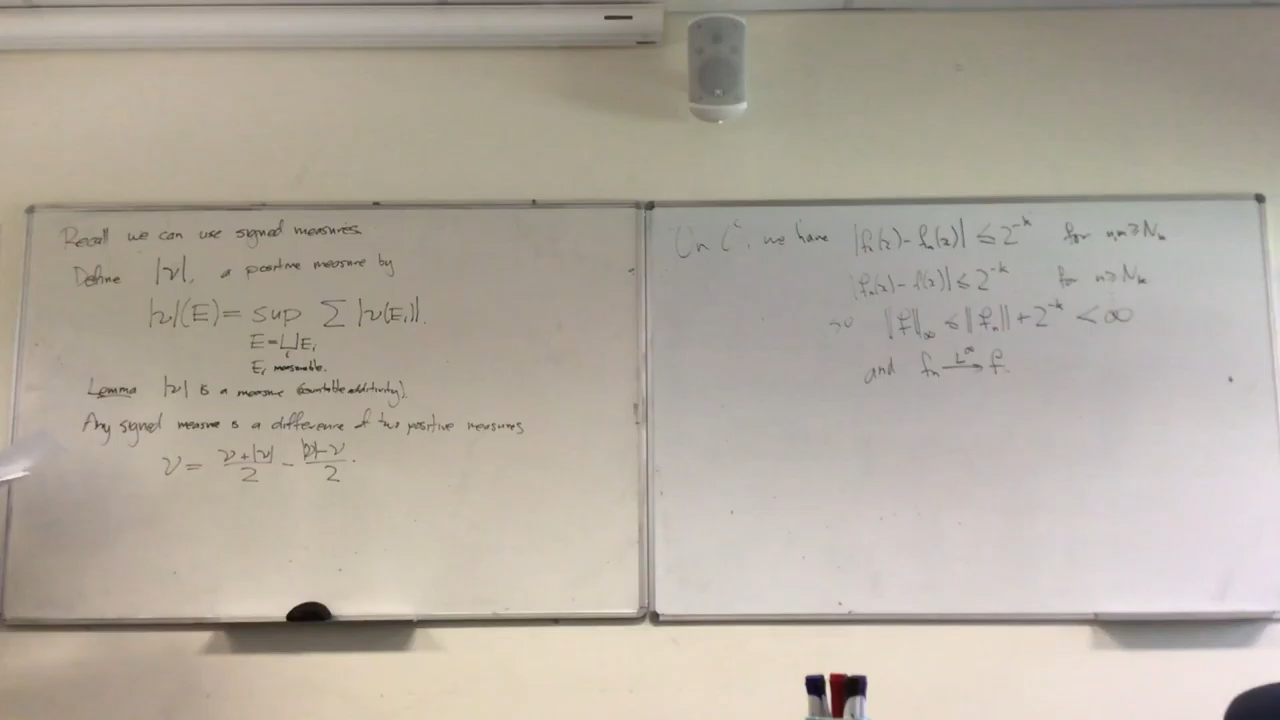 Recall we can use signed measures.
Define |ν|, a positive measure by
|ν|(E) = sup ∑ |ν(Eᵢ)|.
E = ⨆ᵢ Eᵢ
Eᵢ measurable.
Lemma |ν| is a measure (countable additivity).
Any signed measure is a difference of two positive measures
ν = (ν + |ν|)/2 − (|ν| − ν)/2.
On Cᶜ, we have |fₙ(x) − fₘ(x)| ≤ 2⁻ᵏ for n,m ≥ Nₖ
|fₙ(x) − f(x)| ≤ 2⁻ᵏ for n ≥ Nₖ
so ‖f‖_∞ ≤ ‖fₙ‖ + 2⁻ᵏ < ∞
and fₙ —L^∞→ f.